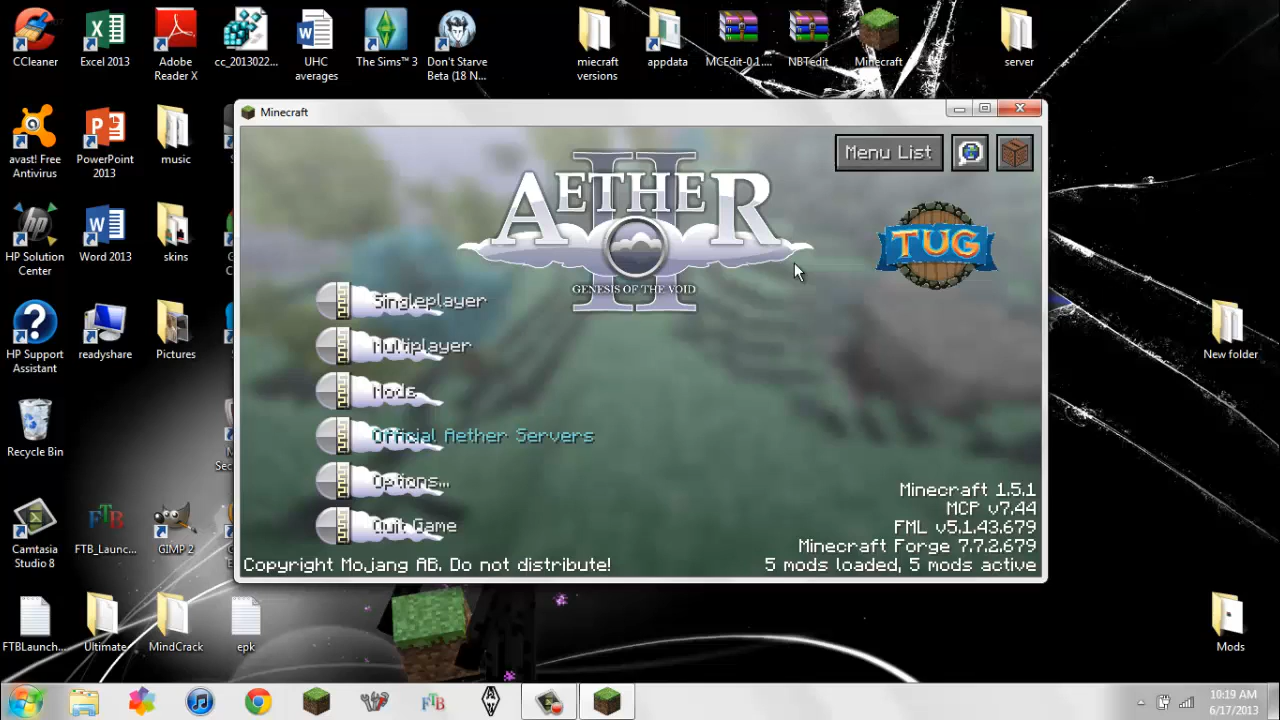 CCleaner
Excel 2013
Adobe
Reader X
cc_2013022...
UHC
averages
The Sims™ 3
Don't Starve
Beta (18 N...
miecraft
versions
appdata
MCEdit-0.1....
NBTedit
Minecraft
server
avast! Free
Antivirus
PowerPoint
2013
music
HP Solution
Center
Word 2013
skins
HP Support
Assistant
readyshare
Pictures
Recycle Bin
Camtasia
Studio 8
FTB_Launc...
GIMP 2
FTBLaunch...
Ultimate
MindCrack
epk
New folder
Mods
Minecraft
Menu List
AETHER
II
GENESIS OF THE VOID
TUG
Singleplayer
Multiplayer
Mods
Official Aether Servers
Options...
Quit Game
Minecraft 1.5.1
MCP v7.44
FML v5.1.43.679
Minecraft Forge 7.7.2.679
Copyright Mojang AB. Do not distribute!
5 mods loaded, 5 mods active
10:19 AM
6/17/2013